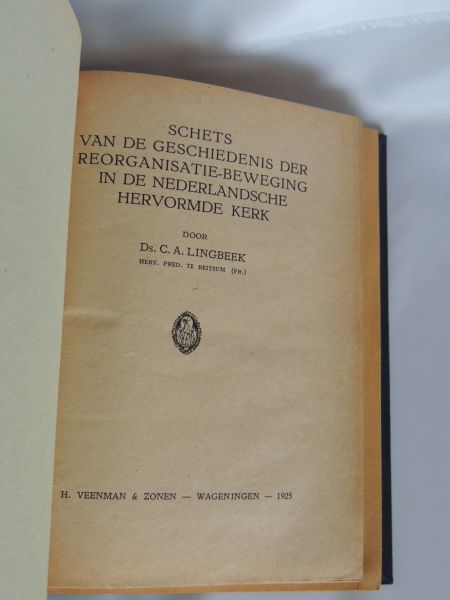 SCHETS
VAN DE GESCHIEDENIS DER
REORGANISATIE-BEWEGING
IN DE NEDERLANDSCHE
HERVORMDE KERK
DOOR
Ds. C. A. LINGBEEK
HERV. PRED. TE REITSUM (FR.)
H. VEENMAN & ZONEN — WAGENINGEN — 1925